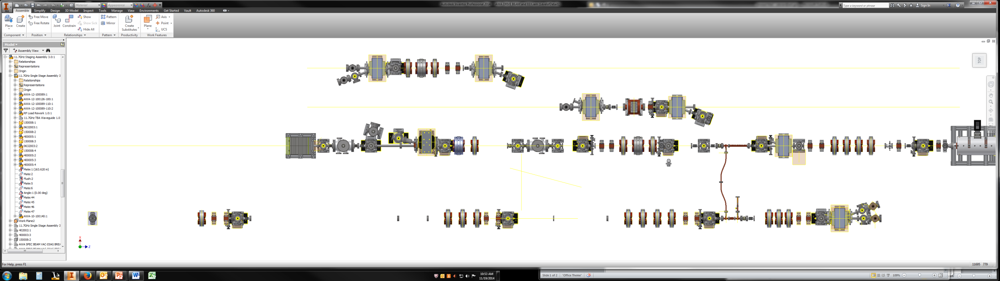 Material
Appearance
Autodesk Inventor Professional 2014 AWA DRIVE BEAM and EEX.iam (LevelofDetail1)
Type a keyword or phrase
Sign In
PRO
Assemble Simplify Design 3D Model Inspect Tools Manage View Environments Get Started Vault Autodesk 360
Place
Create
Free Move
Free Rotate
Joint
Constrain
Show
Show Sick
Hide All
Pattern
Mirror
Create
Substitutes
Plane
Axis
Point
UCS
Component Position Relationships Pattern Productivity Work Features
Model
Assembly View
11.7GHz Staging Assembly 3.0:1
Relationships
Representations
Origin
11.7GHz Single Stage Assembly 3
Relationships
Representations
Origin
AWA-12-100089:1
AWA-12-100126-100:1
AWA-12-100089-110:1
AWA-12-100089-110:2
RF Load Rework 1.0:1
11.7GHz TBA Waveguide 1.0
150008:1
9632003:1
150008:2
400005:1
150008:3
9632003:2
150008:4
400005:2
400005:3
400005:4
Mate:1 (163.620 in)
Mate:2
Flush:2
Mate:5
Mate:6
Angle:1 (0.00 deg)
Mate:44
Mate:45
Mate:46
Mate:47
AWA-10-100140:1
Work Plane2
11.7GHz Single Stage Assembly 3
402002:1
400003:3
150008:2
AWA SPEC BEAM VAC-DIAG BREA
TOP
X
Z
For Help, press F1
11695 779
10:53 AM
11/19/2014
Slide 1 of 2 "Office Theme"
109%